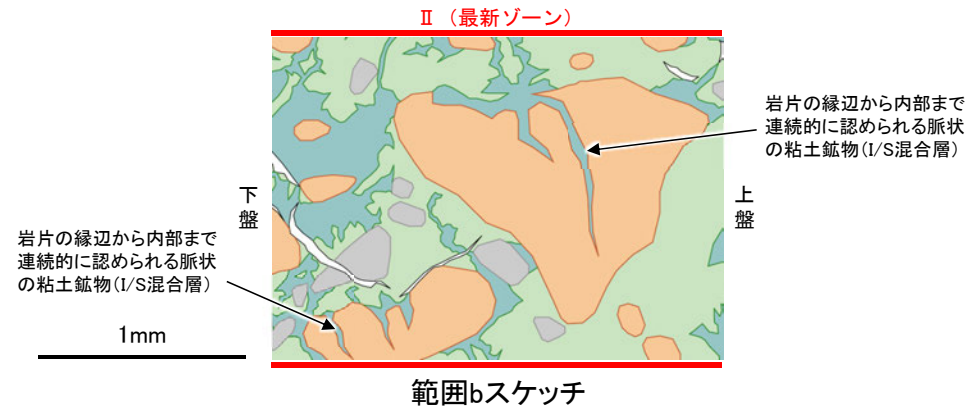 Ⅱ（最新ゾーン）
岩片の縁辺から内部まで
連続的に認められる脈状
の粘土鉱物(I/S混合層)
下
盤
上
盤
岩片の縁辺から内部まで
連続的に認められる脈状
の粘土鉱物(I/S混合層)
1mm
範囲bスケッチ